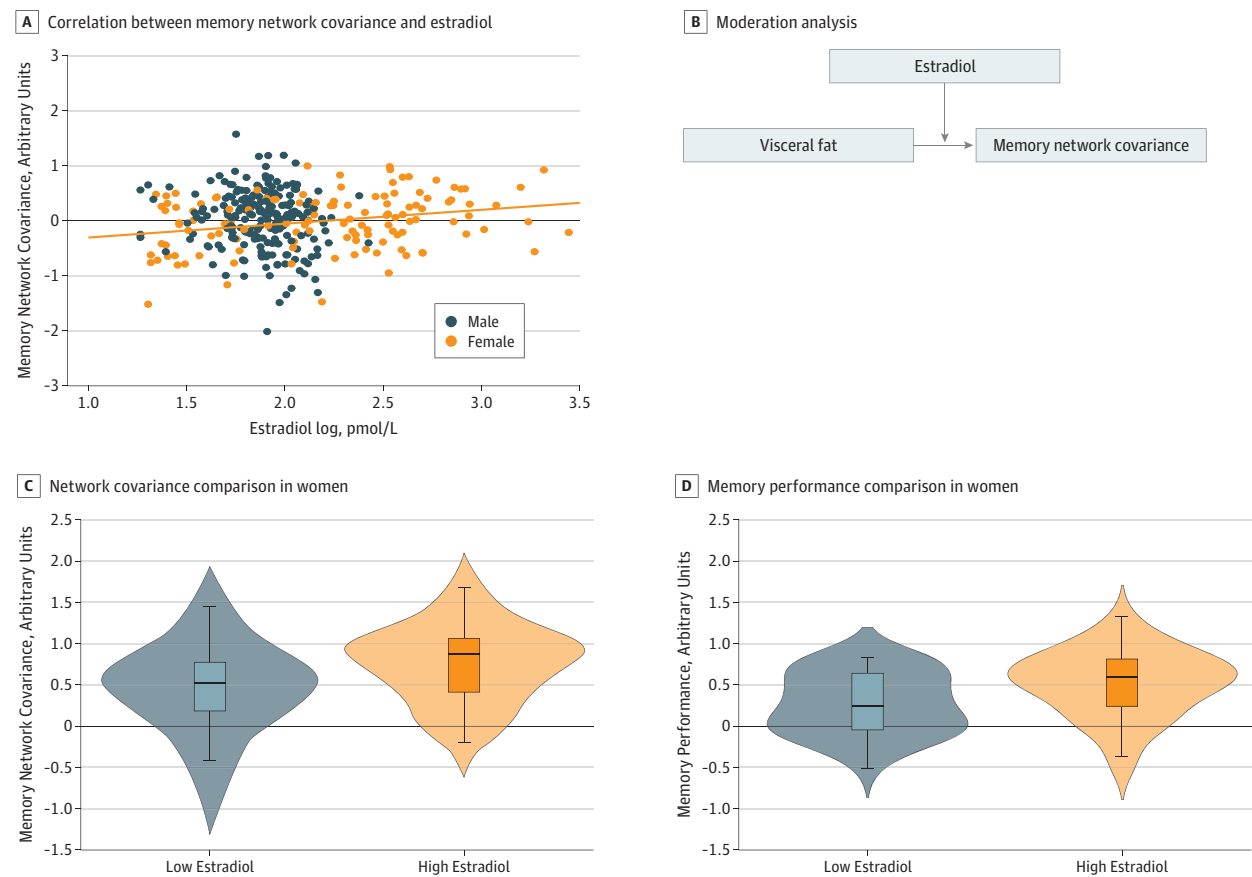 A Correlation between memory network covariance and estradiol
Memory Network Covariance, Arbitrary Units
3
2
1
0
-1
-2
-3
Male
Female
1.0 1.5 2.0 2.5 3.0 3.5
Estradiol log, pmol/L
B Moderation analysis
Estradiol
Visceral fat
Memory network covariance
C Network covariance comparison in women
Memory Network Covariance, Arbitrary Units
2.5
2.0
1.5
1.0
0.5
0
-0.5
-1.0
-1.5
Low Estradiol High Estradiol
D Memory performance comparison in women
Memory Performance, Arbitrary Units
2.5
2.0
1.5
1.0
0.5
0
-0.5
-1.0
-1.5
Low Estradiol High Estradiol